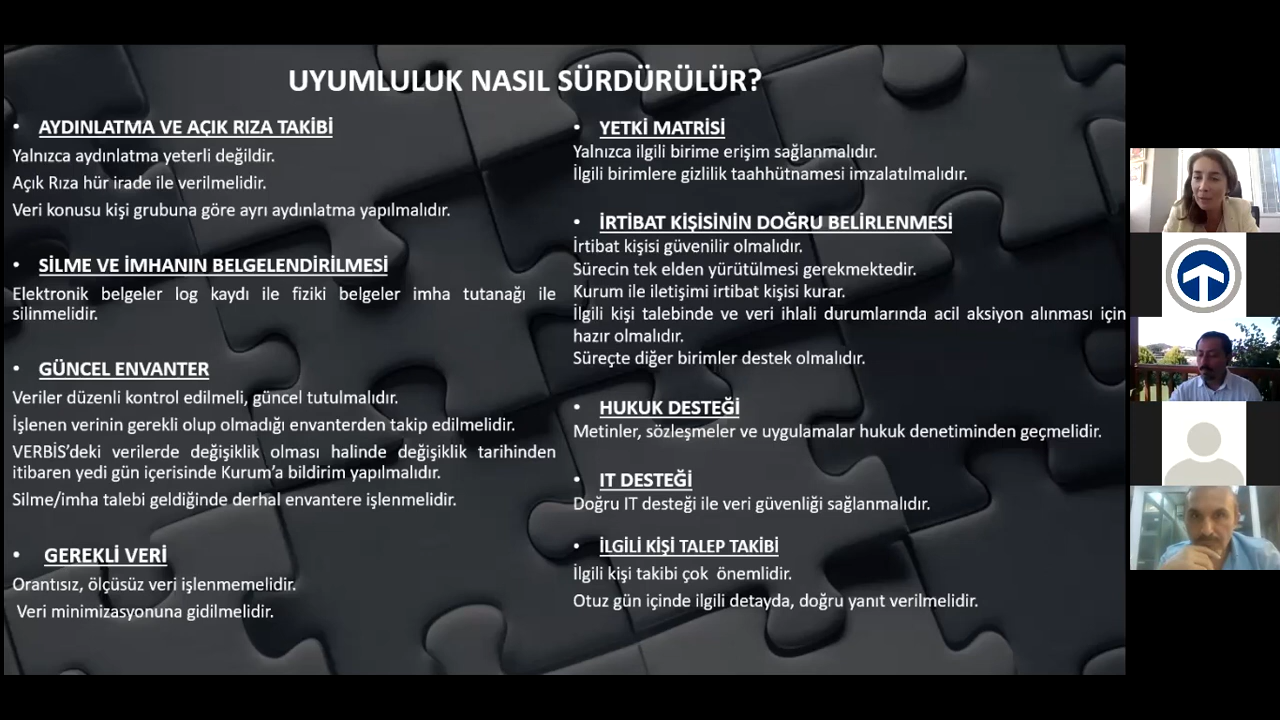 UYUMLULUK NASIL SÜRDÜRÜLÜR?
• AYDINLATMA VE AÇIK RIZA TAKİBİ
Yalnızca aydınlatma yeterli değildir.
Açık Rıza hür irade ile verilmelidir.
Veri konusu kişi grubuna göre ayrı aydınlatma yapılmalıdır.
• SİLME VE İMHANIN BELGELENDİRİLMESİ
Elektronik belgeler log kaydı ile fiziki belgeler imha tutanağı ile
silinmelidir.
• GÜNCEL ENVANTER
Veriler düzenli kontrol edilmeli, güncel tutulmalıdır.
İşlenen verinin gerekli olup olmadığı envanterden takip edilmelidir.
VERBİS'deki verilerde değişiklik olması halinde değişiklik tarihinden
itibaren yedi gün içerisinde Kurum'a bildirim yapılmalıdır.
Silme/imha talebi geldiğinde derhal envantere işlenmelidir.
• GEREKLİ VERİ
Orantısız, ölçüsüz veri işlenmemelidir.
Veri minimizasyonuna gidilmelidir.
• YETKİ MATRİSİ
Yalnızca ilgili birime erişim sağlanmalıdır.
İlgili birimlere gizlilik taahhütnamesi imzalatılmalıdır.
• İRTİBAT KİŞİSİNİN DOĞRU BELİRLENMESİ
İrtibat kişisi güvenilir olmalıdır.
Sürecin tek elden yürütülmesi gerekmektedir.
Kurum ile iletişimi irtibat kişisi kurar.
İlgili kişi talebinde ve veri ihlali durumlarında acil aksiyon alınması için
hazır olmalıdır.
Süreçte diğer birimler destek olmalıdır.
• HUKUK DESTEĞİ
Metinler, sözleşmeler ve uygulamalar hukuk denetiminden geçmelidir.
• IT DESTEĞİ
Doğru IT desteği ile veri güvenliği sağlanmalıdır.
• İLGİLİ KİŞİ TALEP TAKİBİ
İlgili kişi takibi çok önemlidir.
Otuz gün içinde ilgili detayda, doğru yanıt verilmelidir.